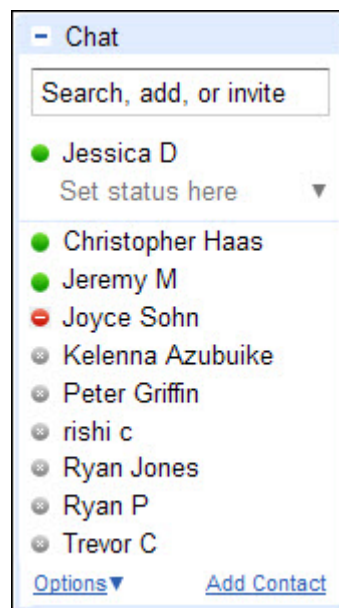 Chat
Search, add, or invite
Jessica D
Set status here
Christopher Haas
Jeremy M
Joyce Sohn
Kelenna Azubuike
Peter Griffin
rishi c
Ryan Jones
Ryan P
Trevor C
Options Add Contact